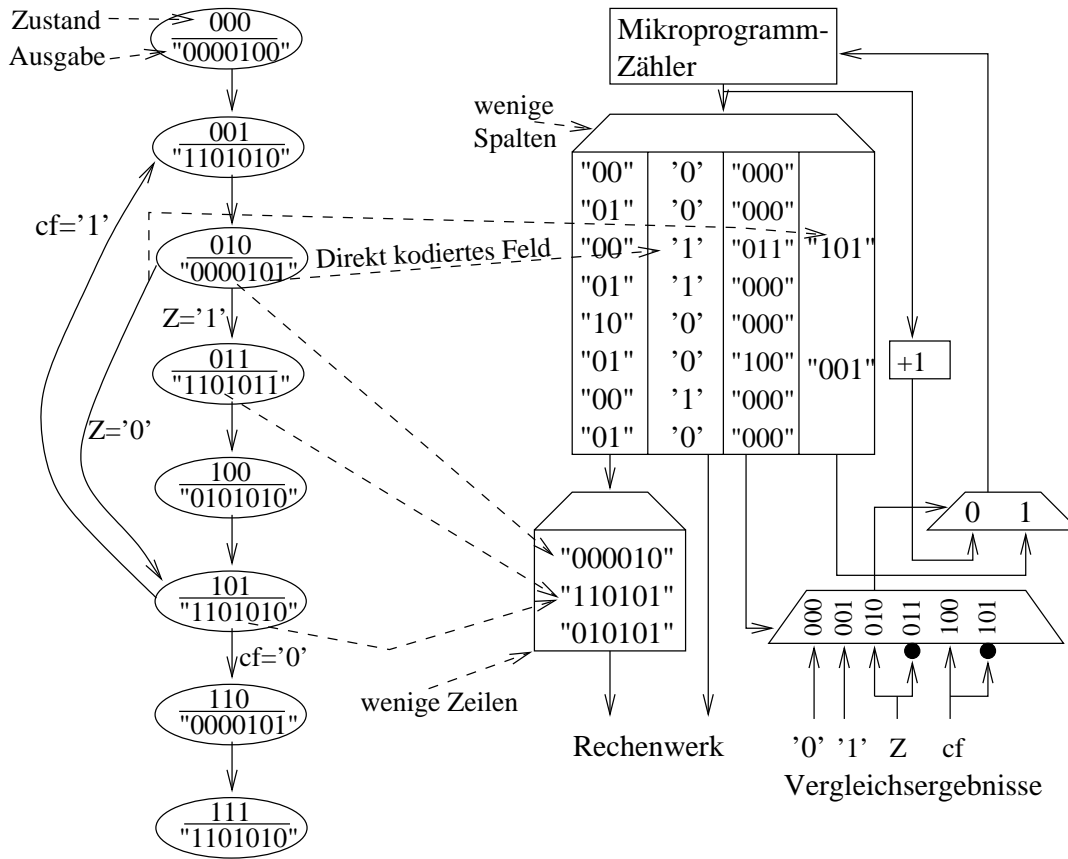 Zustand
Ausgabe
000
"0000100"
001
"1101010"
cf='1'
010
"0000101"
Z='1'
011
"1101011"
Z='0'
100
"0101010"
101
"1101010"
cf='0'
110
"0000101"
111
"1101010"
Direkt kodiertes Feld
wenige
Spalten
wenige Zeilen
Mikroprogramm-
Zähler
"00" '0' "000"
"01" '0' "000"
"00" '1' "011" "101"
"01" '1' "000"
"10" '0' "000"
"01" '0' "100" "001"
"00" '1' "000"
"01" '0' "000"
+1
0 1
"000010"
"110101"
"010101"
000 001 010 011 100 101
Rechenwerk
'0' '1' Z cf
Vergleichsergebnisse